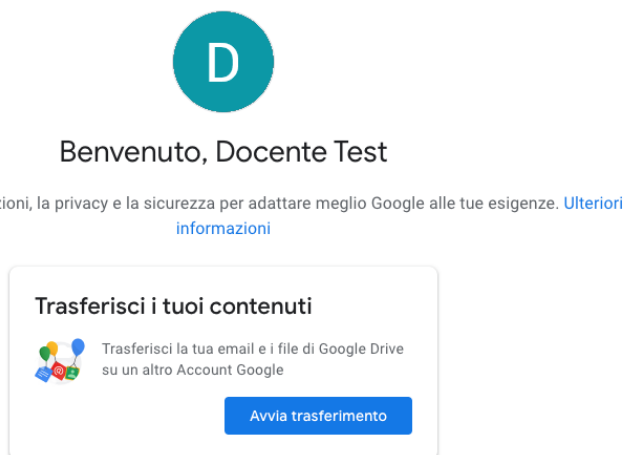 D
Benvenuto, Docente Test
la privacy e la sicurezza per adattare meglio Google alle tue esigenze. Ulteriori
informazioni
Trasferisci i tuoi contenuti
Trasferisci la tua email e i file di Google Drive
su un altro Account Google
Avvia trasferimento